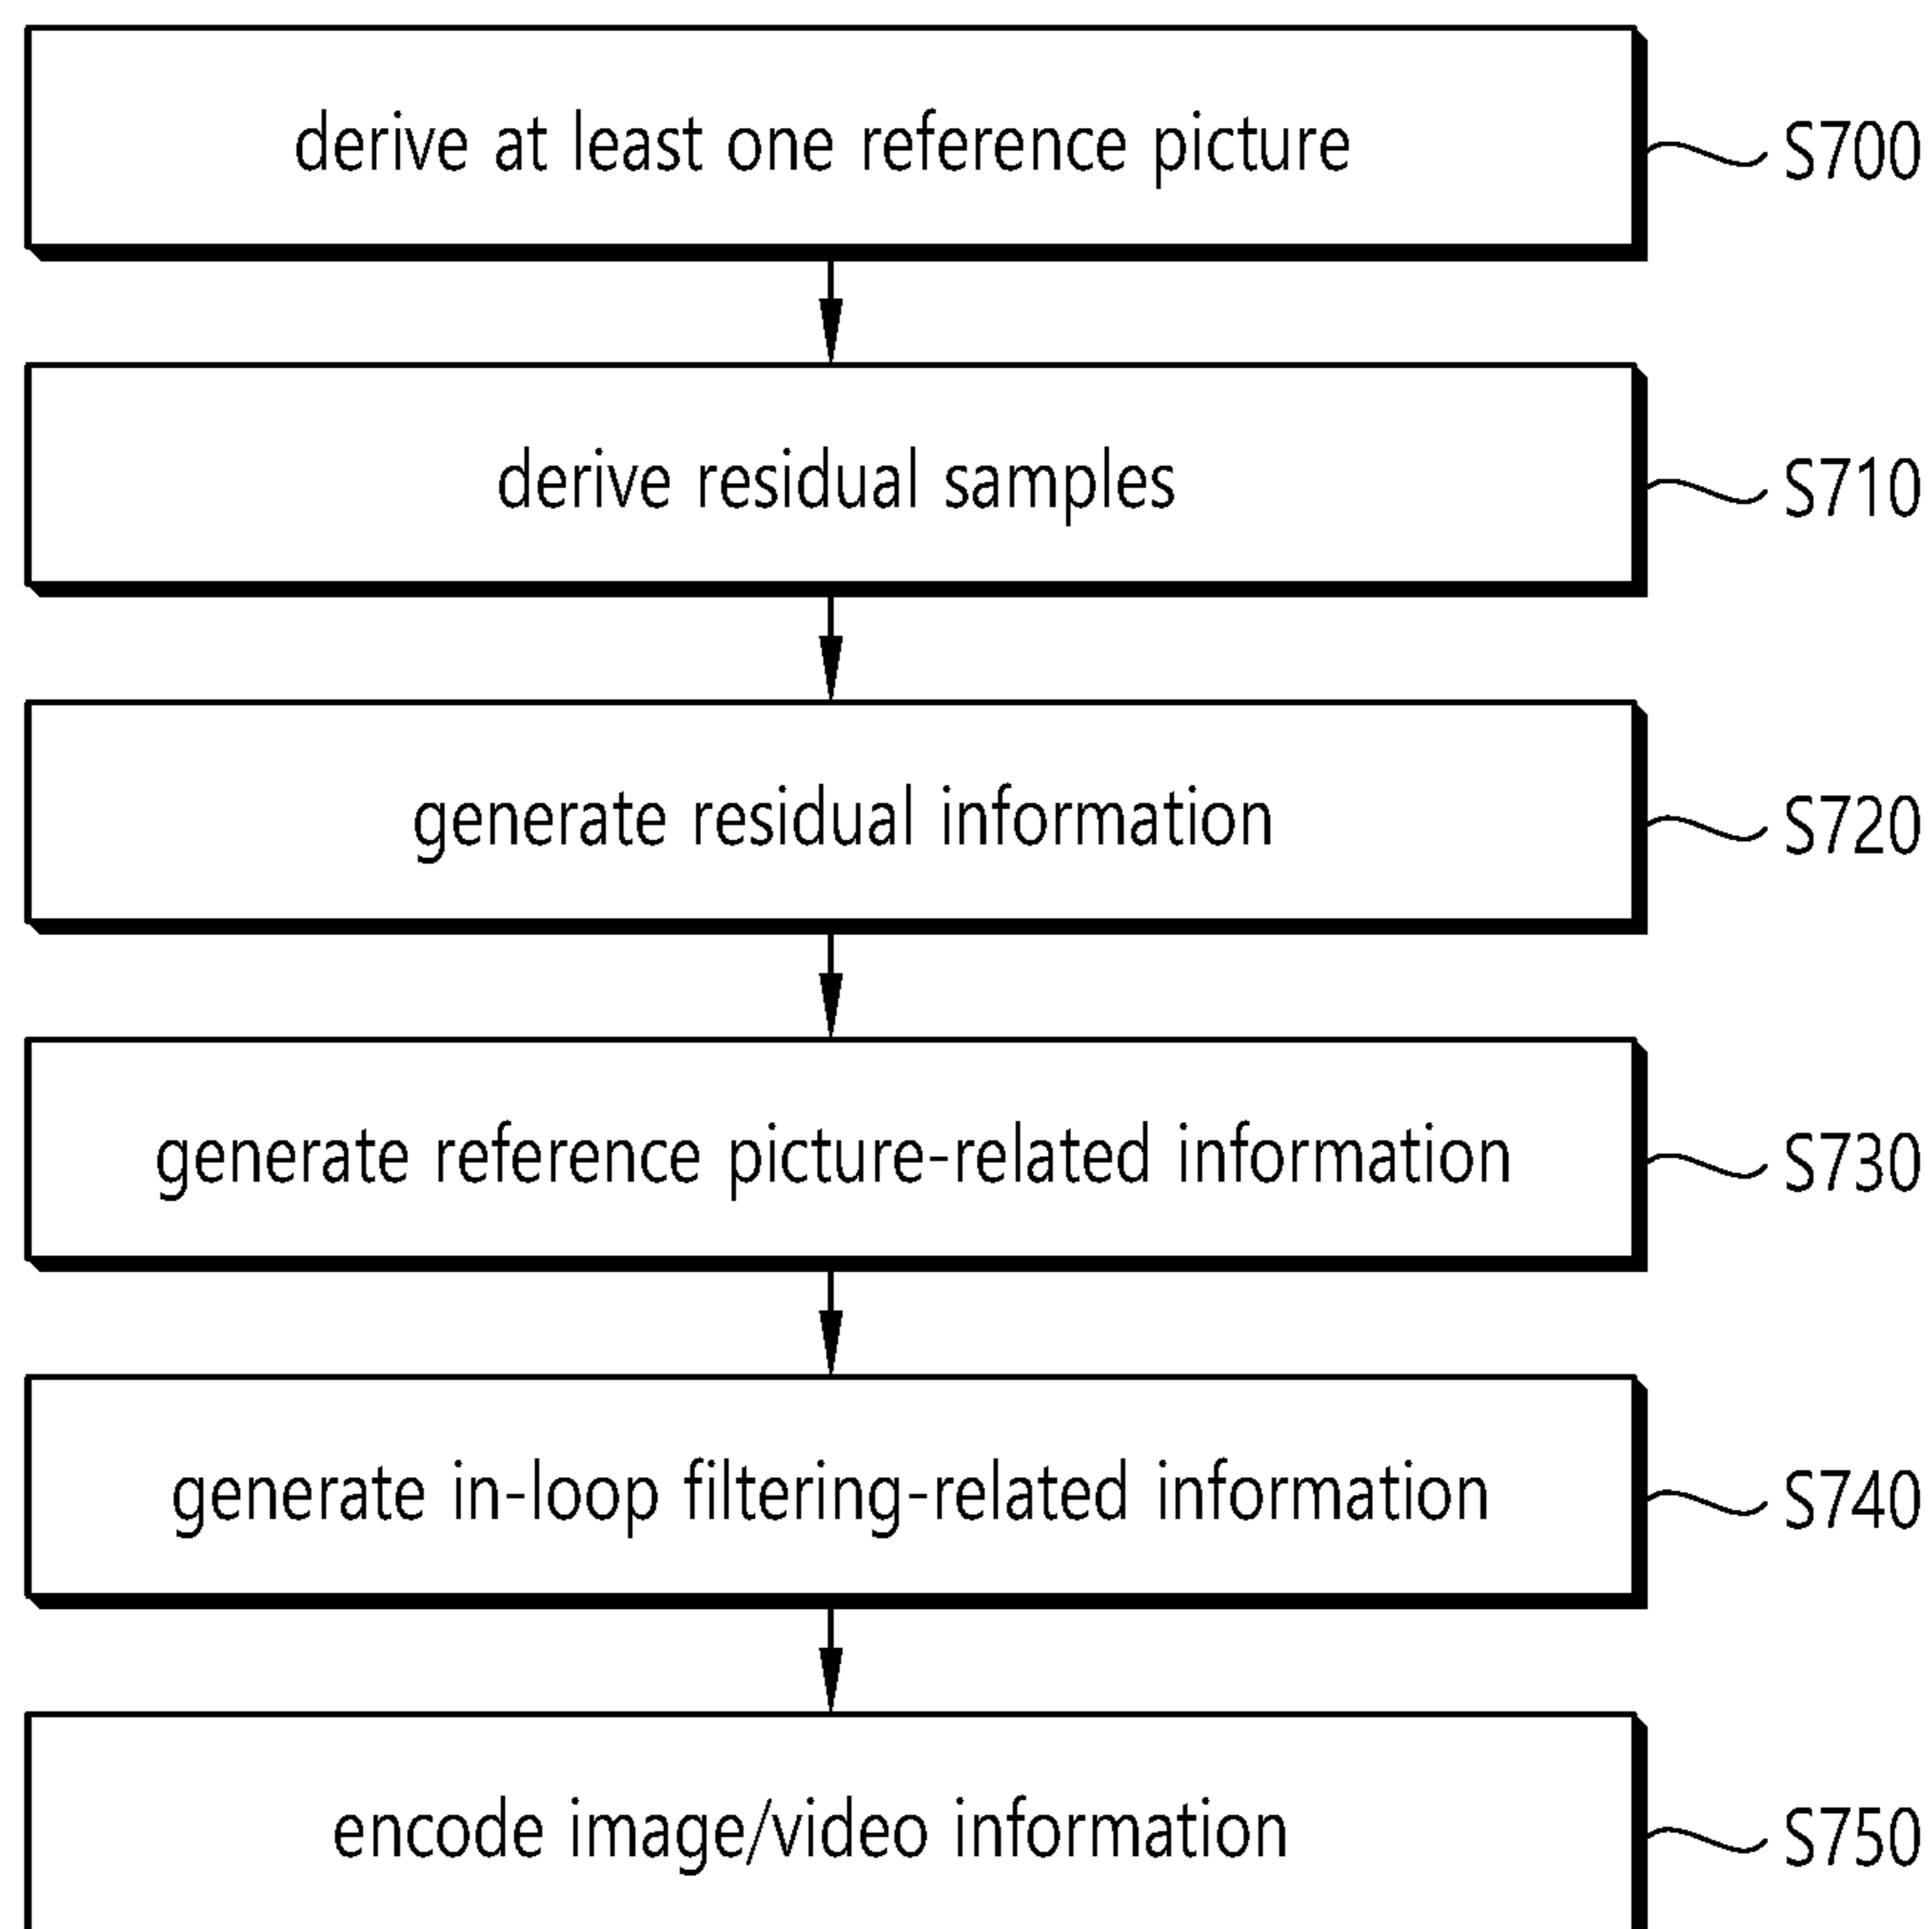 derive at least one reference picture
S700
derive residual samples
S710
generate residual information
S720
generate reference picture-related information
S730
generate in-loop filtering-related information
S740
encode image/video information
S750